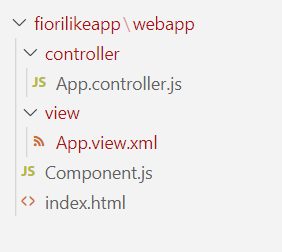 fiorilikeapp\webapp
controller
JS App.controller.js
view
App.view.xml
JS Component.js
<> index.html